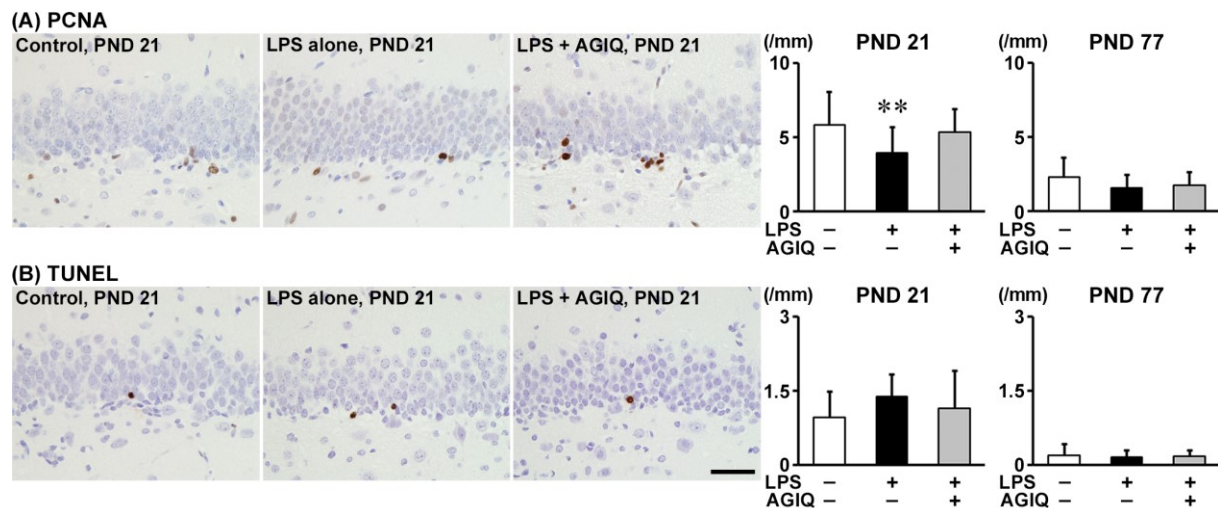 (A) PCNA
Control, PND 21
LPS alone, PND 21
LPS + AGIQ, PND 21
(/mm)
PND 21
10
5
0
**
LPS – + +
AGIQ – – +
(/mm)
PND 77
10
5
0
LPS – + +
AGIQ – – +
(B) TUNEL
Control, PND 21
LPS alone, PND 21
LPS + AGIQ, PND 21
(/mm)
PND 21
3
1.5
0
LPS – + +
AGIQ – – +
(/mm)
PND 77
3
1.5
0
LPS – + +
AGIQ – – +